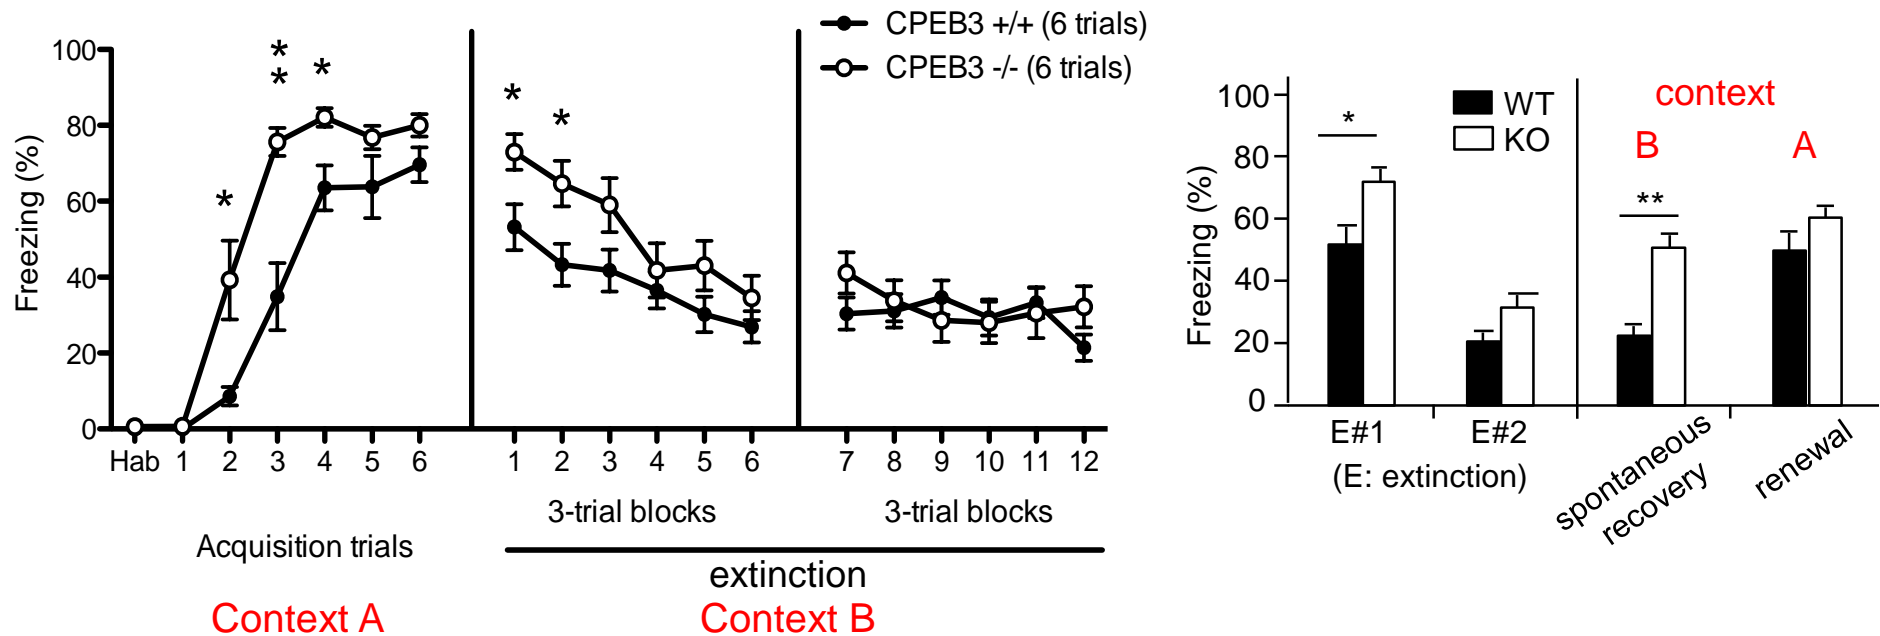 CPEB3 +/+ (6 trials)
CPEB3 -/- (6 trials)
Freezing (%)
100
80
60
40
20
0
*
*
*
*
*
*
Hab 1 2 3 4 5 6
1 2 3 4 5 6
7 8 9 10 11 12
Acquisition trials
3-trial blocks
3-trial blocks
extinction
Context A
Context B
Freezing (%)
100
80
60
40
20
0
WT
KO
context
B
A
*
**
E#1
E#2
(E: extinction)
spontaneous
recovery
renewal